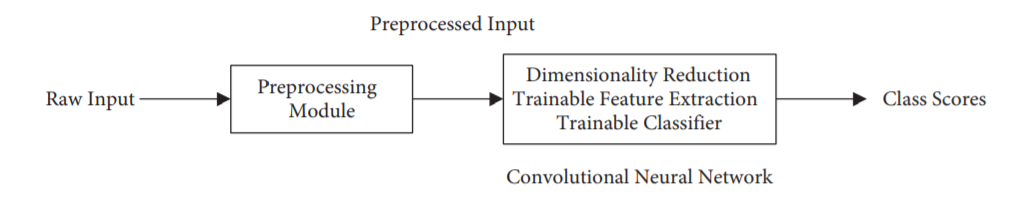 Preprocessed Input
Raw Input
Preprocessing
Module
Dimensionality Reduction
Trainable Feature Extraction
Trainable Classifier
Class Scores
Convolutional Neural Network